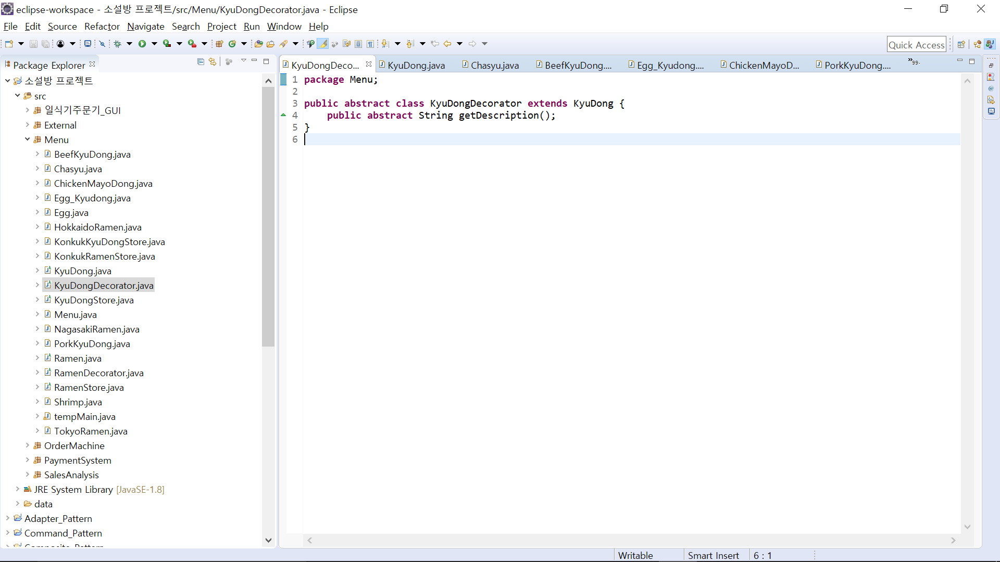 eclipse-workspace - 소설방 프로젝트/src/Menu/KyuDongDecorator.java - Eclipse
File Edit Source Refactor Navigate Search Project Run Window Help
Quick Access
Package Explorer
소설방 프로젝트
src
일식기주문기_GUI
External
Menu
BeefKyuDong.java
Chasyu.java
ChickenMayoDong.java
Egg_Kyudong.java
Egg.java
HokkaidoRamen.java
KonkukKyuDongStore.java
KonkukRamenStore.java
KyuDong.java
KyuDongDecorator.java
KyuDongStore.java
Menu.java
NagasakiRamen.java
PorkKyuDong.java
Ramen.java
RamenDecorator.java
RamenStore.java
Shrimp.java
tempMain.java
TokyoRamen.java
OrderMachine
PaymentSystem
SalesAnalysis
JRE System Library [JavaSE-1.8]
data
Adapter_Pattern
Command_Pattern
KyuDongDeco... KyuDong.java Chasyu.java BeefKyuDong.... Egg_Kyudong.... ChickenMayoD... PorkKyuDong.... »99.
1 package Menu;
2
3 public abstract class KyuDongDecorator extends KyuDong {
4 public abstract String getDescription();
5 }
6
Writable Smart Insert 6 : 1